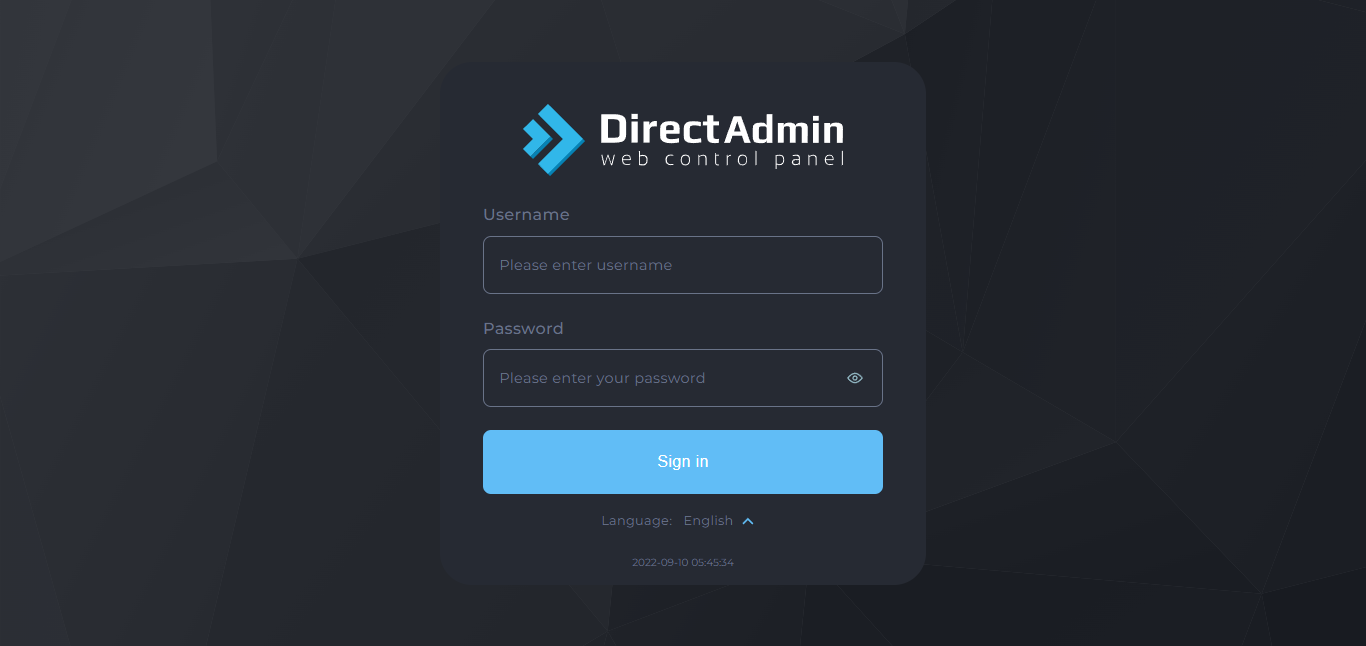 DirectAdmin
web control panel
Username
Please enter username
Password
Please enter your password
Sign in
Language: English
2022-09-10 05:45:34